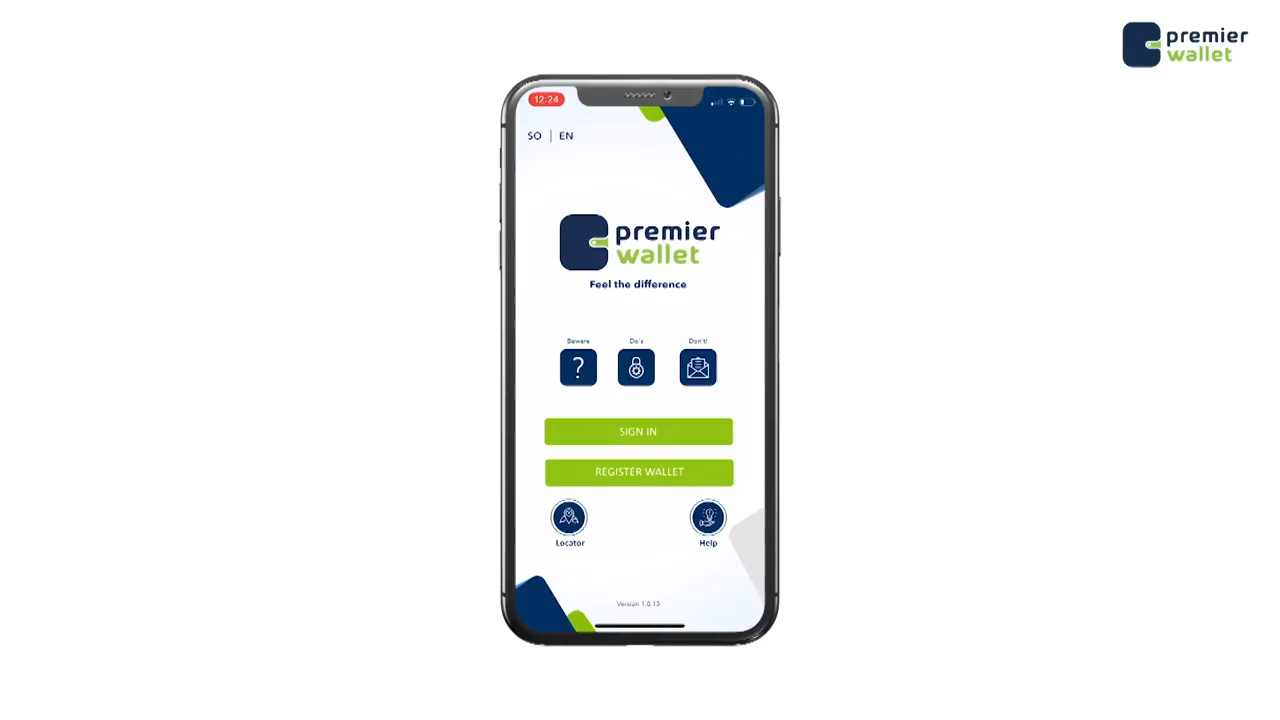 premier
wallet
12:24
SO | EN
premier
wallet
Feel the difference
Beware
Do's
Don't!
?
SIGN IN
REGISTER WALLET
Locator
Help
Version 1.0.13